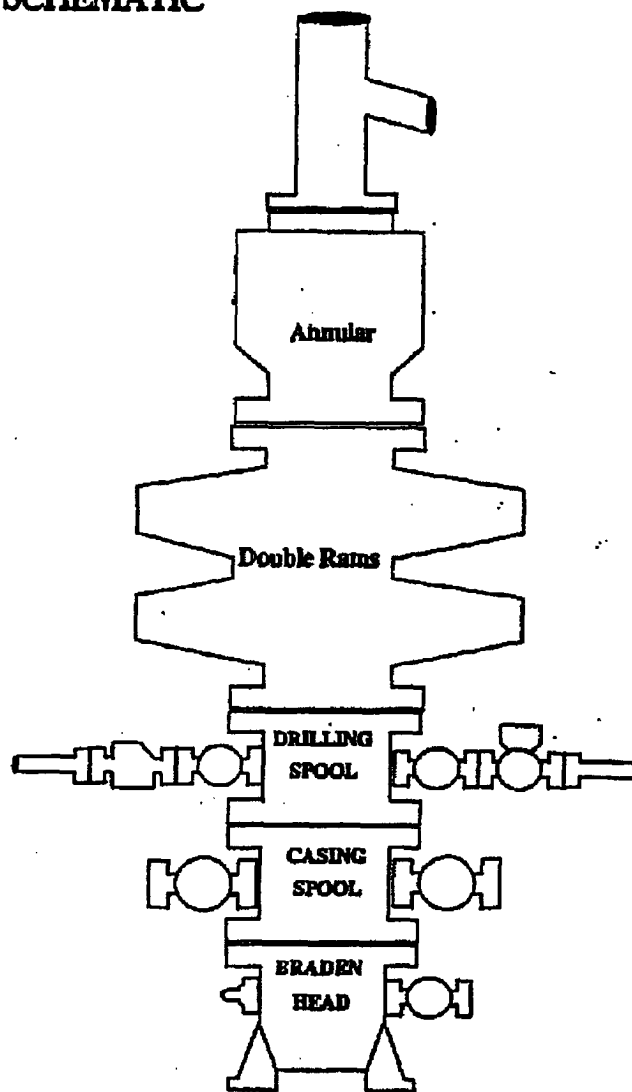 SCHEMATIC
Annular
Double Rams
DRILLING
SPOOL
CASING
SPOOL
BRADEN
HEAD